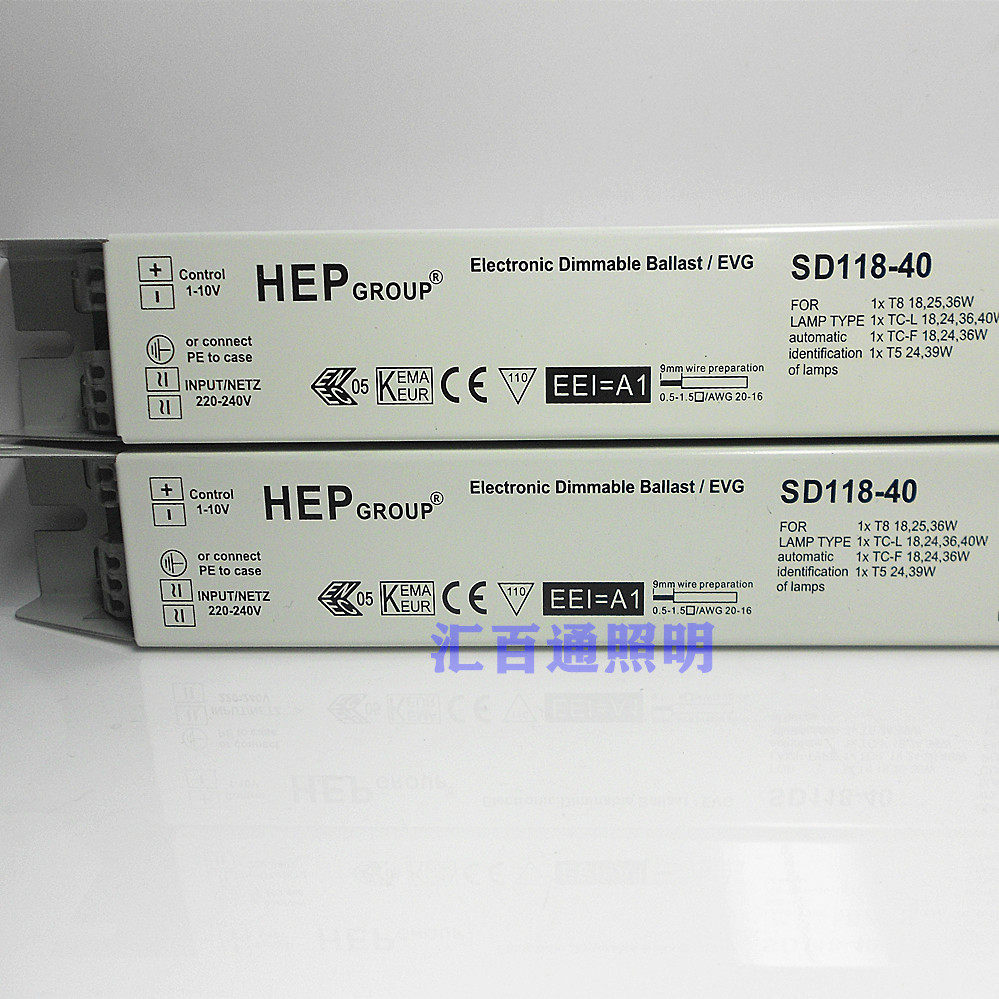 + Control
- 1-10V
HEP GROUP®
Electronic Dimmable Ballast / EVG
SD118-40
FOR 1x T8 18,25,36W
LAMP TYPE 1x TC-L 18,24,36,40W
automatic 1x TC-F 18,24,36W
identification 1x T5 24,39W
of lamps
or connect
PE to case
INPUT/NETZ
220-240V
ENEC 05
KEMA
KEUR
CE
110
EEI=A1
9mm wire preparation
0.5-1.5□/AWG 20-16
+ Control
- 1-10V
HEP GROUP®
Electronic Dimmable Ballast / EVG
SD118-40
FOR 1x T8 18,25,36W
LAMP TYPE 1x TC-L 18,24,36,40W
automatic 1x TC-F 18,24,36W
identification 1x T5 24,39W
of lamps
or connect
PE to case
INPUT/NETZ
220-240V
ENEC 05
KEMA
KEUR
CE
110
EEI=A1
9mm wire preparation
0.5-1.5□/AWG 20-16
汇百通照明